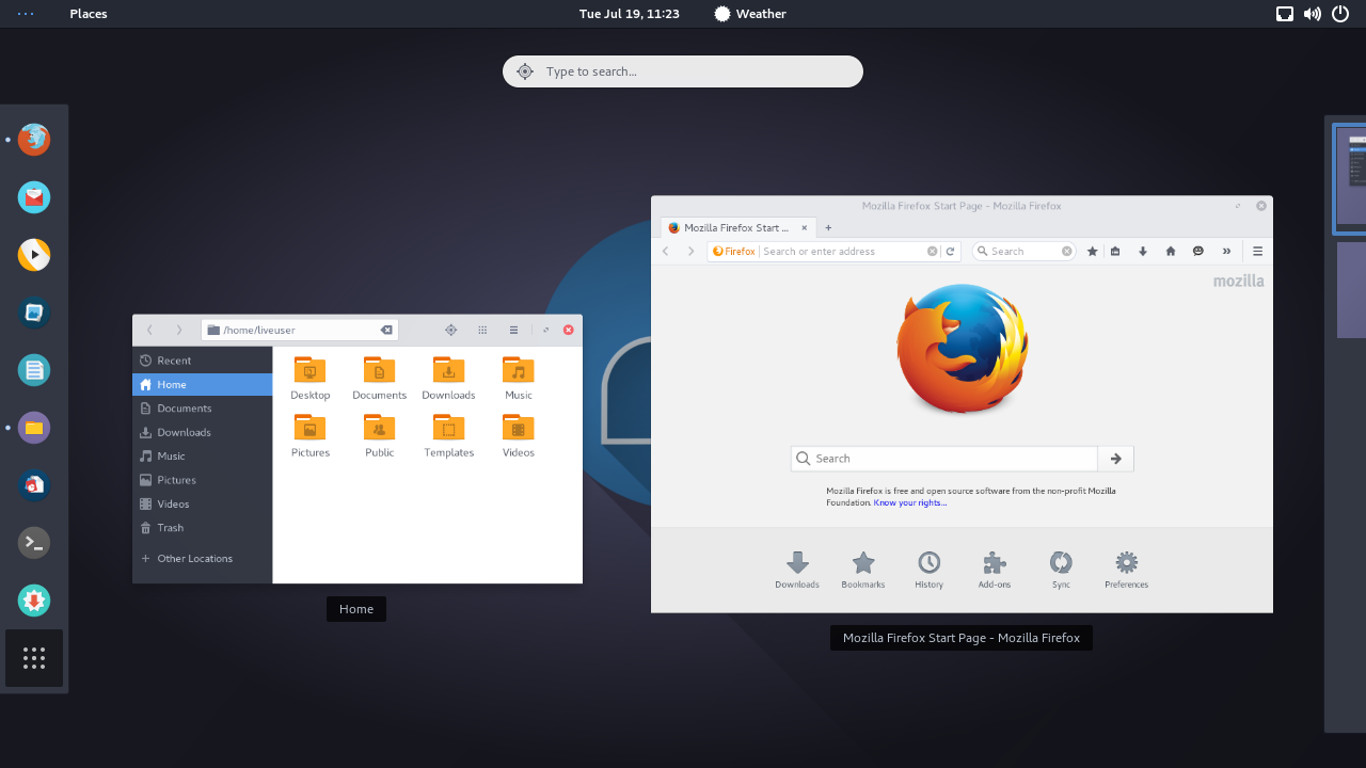 Places
Tue Jul 19, 11:23
Weather
Type to search...
/home/liveuser
Recent
Home
Documents
Downloads
Music
Pictures
Videos
Trash
Other Locations
Desktop
Documents
Downloads
Music
Pictures
Public
Templates
Videos
Home
Mozilla Firefox Start Page - Mozilla Firefox
Mozilla Firefox Start ...
Firefox
Search or enter address
Search
mozilla
Search
Mozilla Firefox is free and open source software from the non-profit Mozilla
Foundation. Know your rights...
Downloads
Bookmarks
History
Add-ons
Sync
Preferences
Mozilla Firefox Start Page - Mozilla Firefox